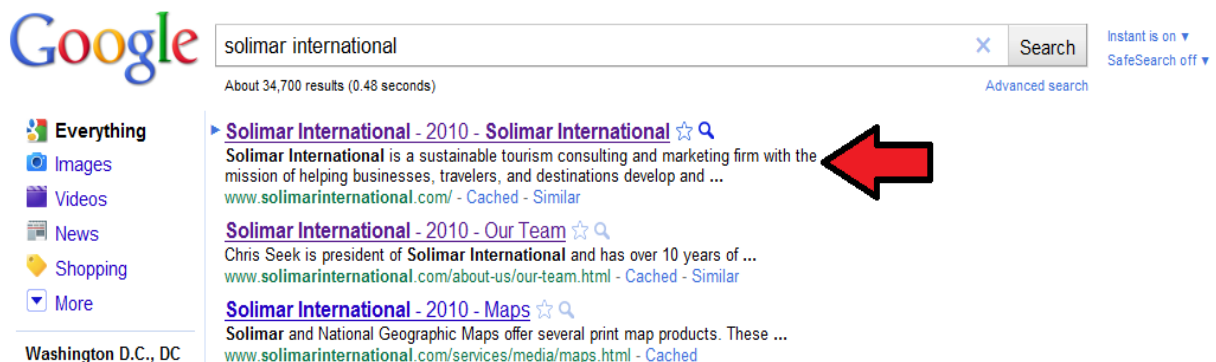 Google
solimar international
Search
Instant is on ▼
SafeSearch off ▼
About 34,700 results (0.48 seconds)
Advanced search
Everything
Images
Videos
News
Shopping
More
Washington D.C., DC
Solimar International - 2010 - Solimar International
Solimar International is a sustainable tourism consulting and marketing firm with the
mission of helping businesses, travelers, and destinations develop and ...
www.solimarinternational.com/ - Cached - Similar
Solimar International - 2010 - Our Team
Chris Seek is president of Solimar International and has over 10 years of ...
www.solimarinternational.com/about-us/our-team.html - Cached - Similar
Solimar International - 2010 - Maps
Solimar and National Geographic Maps offer several print map products. These ...
www.solimarinternational.com/services/media/maps.html - Cached